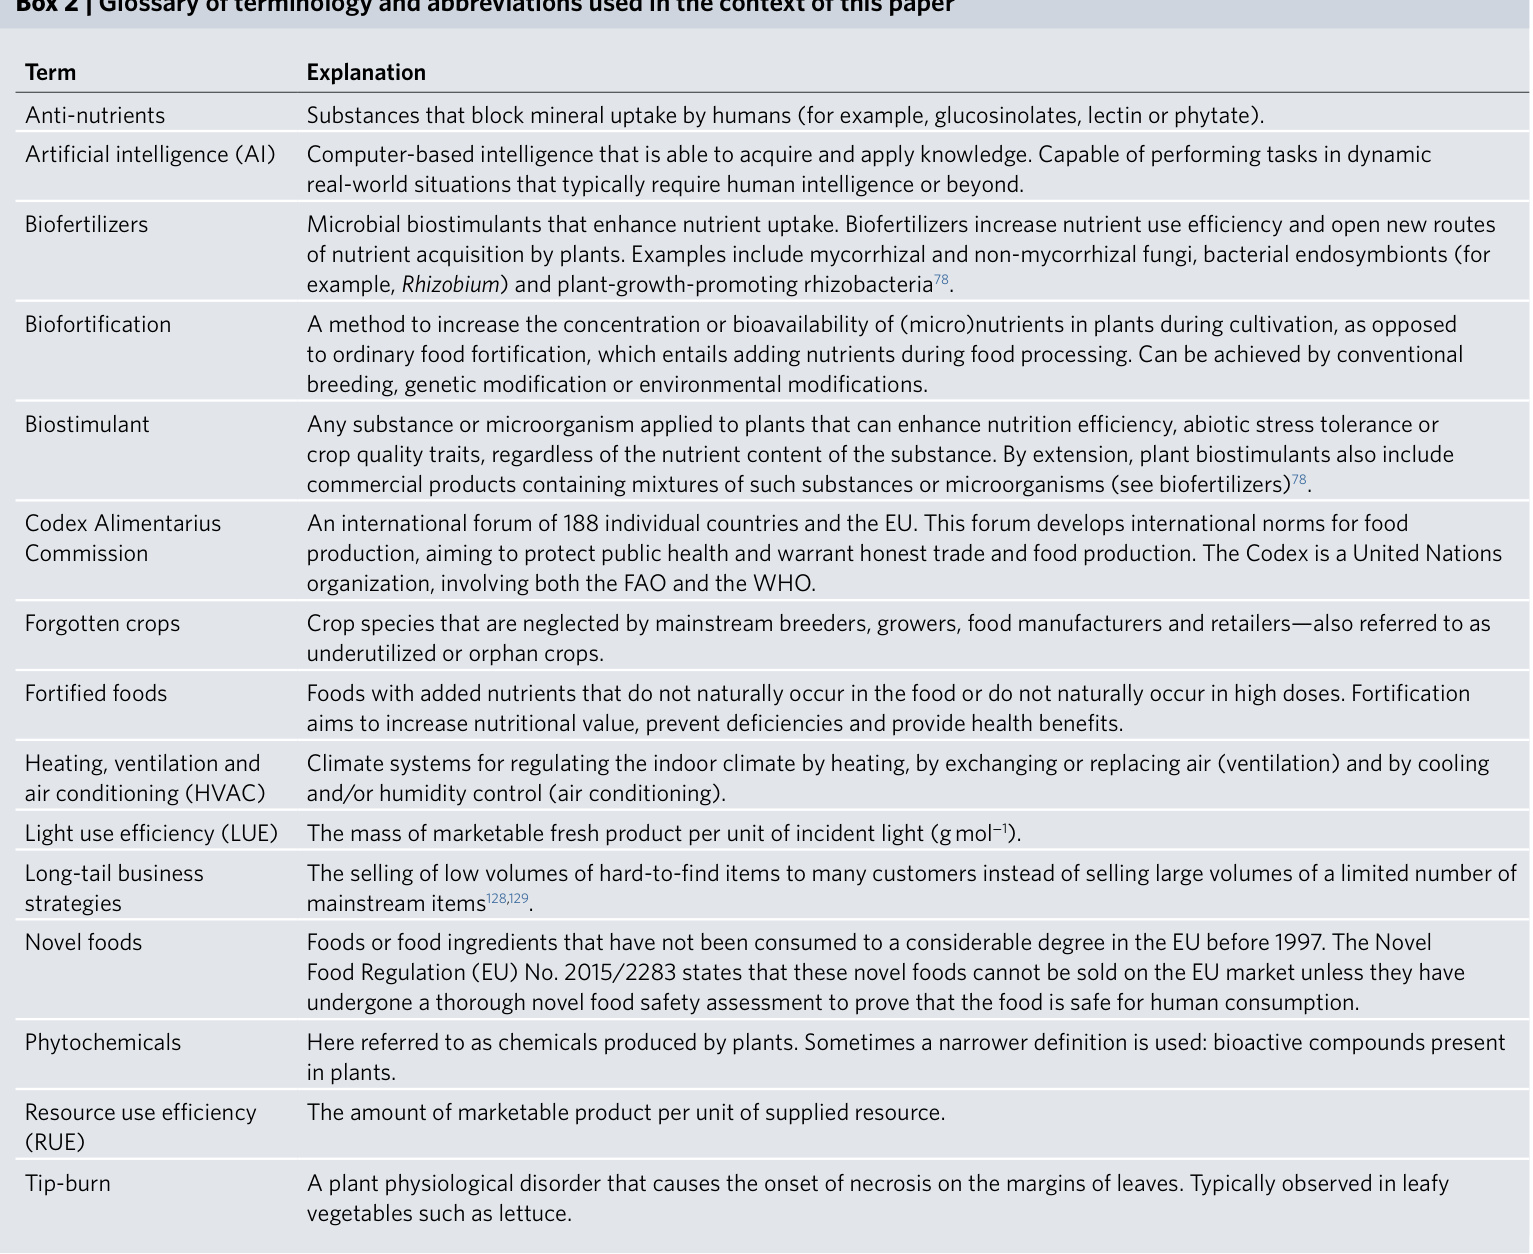 Box 2 | Glossary of terminology and abbreviations used in the context of this paper
Term Explanation
Anti-nutrients Substances that block mineral uptake by humans (for example, glucosinolates, lectin or phytate).
Artificial intelligence (AI) Computer-based intelligence that is able to acquire and apply knowledge. Capable of performing tasks in dynamic
real-world situations that typically require human intelligence or beyond.
Biofertilizers Microbial biostimulants that enhance nutrient uptake. Biofertilizers increase nutrient use efficiency and open new routes
of nutrient acquisition by plants. Examples include mycorrhizal and non-mycorrhizal fungi, bacterial endosymbionts (for
example, Rhizobium) and plant-growth-promoting rhizobacteria78.
Biofortification A method to increase the concentration or bioavailability of (micro)nutrients in plants during cultivation, as opposed
to ordinary food fortification, which entails adding nutrients during food processing. Can be achieved by conventional
breeding, genetic modification or environmental modifications.
Biostimulant Any substance or microorganism applied to plants that can enhance nutrition efficiency, abiotic stress tolerance or
crop quality traits, regardless of the nutrient content of the substance. By extension, plant biostimulants also include
commercial products containing mixtures of such substances or microorganisms (see biofertilizers)78.
Codex Alimentarius An international forum of 188 individual countries and the EU. This forum develops international norms for food
Commission production, aiming to protect public health and warrant honest trade and food production. The Codex is a United Nations
organization, involving both the FAO and the WHO.
Forgotten crops Crop species that are neglected by mainstream breeders, growers, food manufacturers and retailers—also referred to as
underutilized or orphan crops.
Fortified foods Foods with added nutrients that do not naturally occur in the food or do not naturally occur in high doses. Fortification
aims to increase nutritional value, prevent deficiencies and provide health benefits.
Heating, ventilation and Climate systems for regulating the indoor climate by heating, by exchanging or replacing air (ventilation) and by cooling
air conditioning (HVAC) and/or humidity control (air conditioning).
Light use efficiency (LUE) The mass of marketable fresh product per unit of incident light (g mol−1).
Long-tail business The selling of low volumes of hard-to-find items to many customers instead of selling large volumes of a limited number of
strategies mainstream items128,129.
Novel foods Foods or food ingredients that have not been consumed to a considerable degree in the EU before 1997. The Novel
Food Regulation (EU) No. 2015/2283 states that these novel foods cannot be sold on the EU market unless they have
undergone a thorough novel food safety assessment to prove that the food is safe for human consumption.
Phytochemicals Here referred to as chemicals produced by plants. Sometimes a narrower definition is used: bioactive compounds present
in plants.
Resource use efficiency The amount of marketable product per unit of supplied resource.
(RUE)
Tip-burn A plant physiological disorder that causes the onset of necrosis on the margins of leaves. Typically observed in leafy
vegetables such as lettuce.